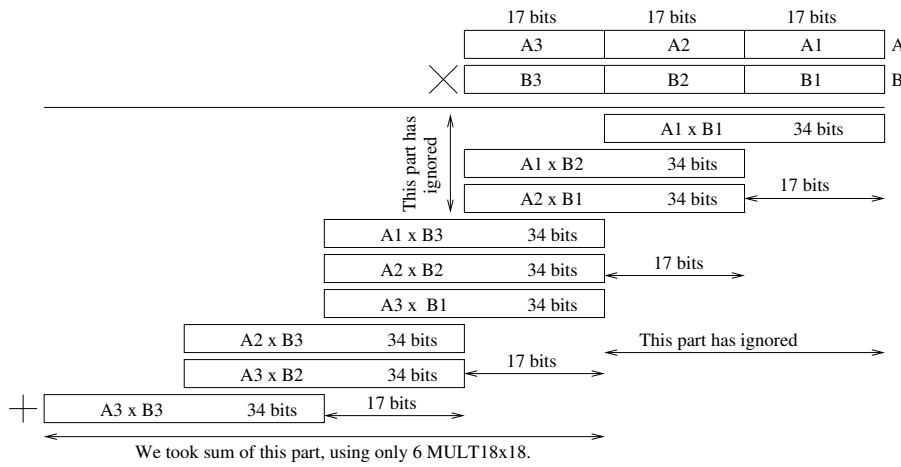 17 bits 17 bits 17 bits
A3 A2 A1 A
B3 B2 B1 B
This part has
ignored
A1 x B1 34 bits
A1 x B2 34 bits
A2 x B1 34 bits 17 bits
A1 x B3 34 bits
A2 x B2 34 bits 17 bits
A3 x B1 34 bits
A2 x B3 34 bits This part has ignored
A3 x B2 34 bits 17 bits
A3 x B3 34 bits 17 bits
We took sum of this part, using only 6 MULT18x18.